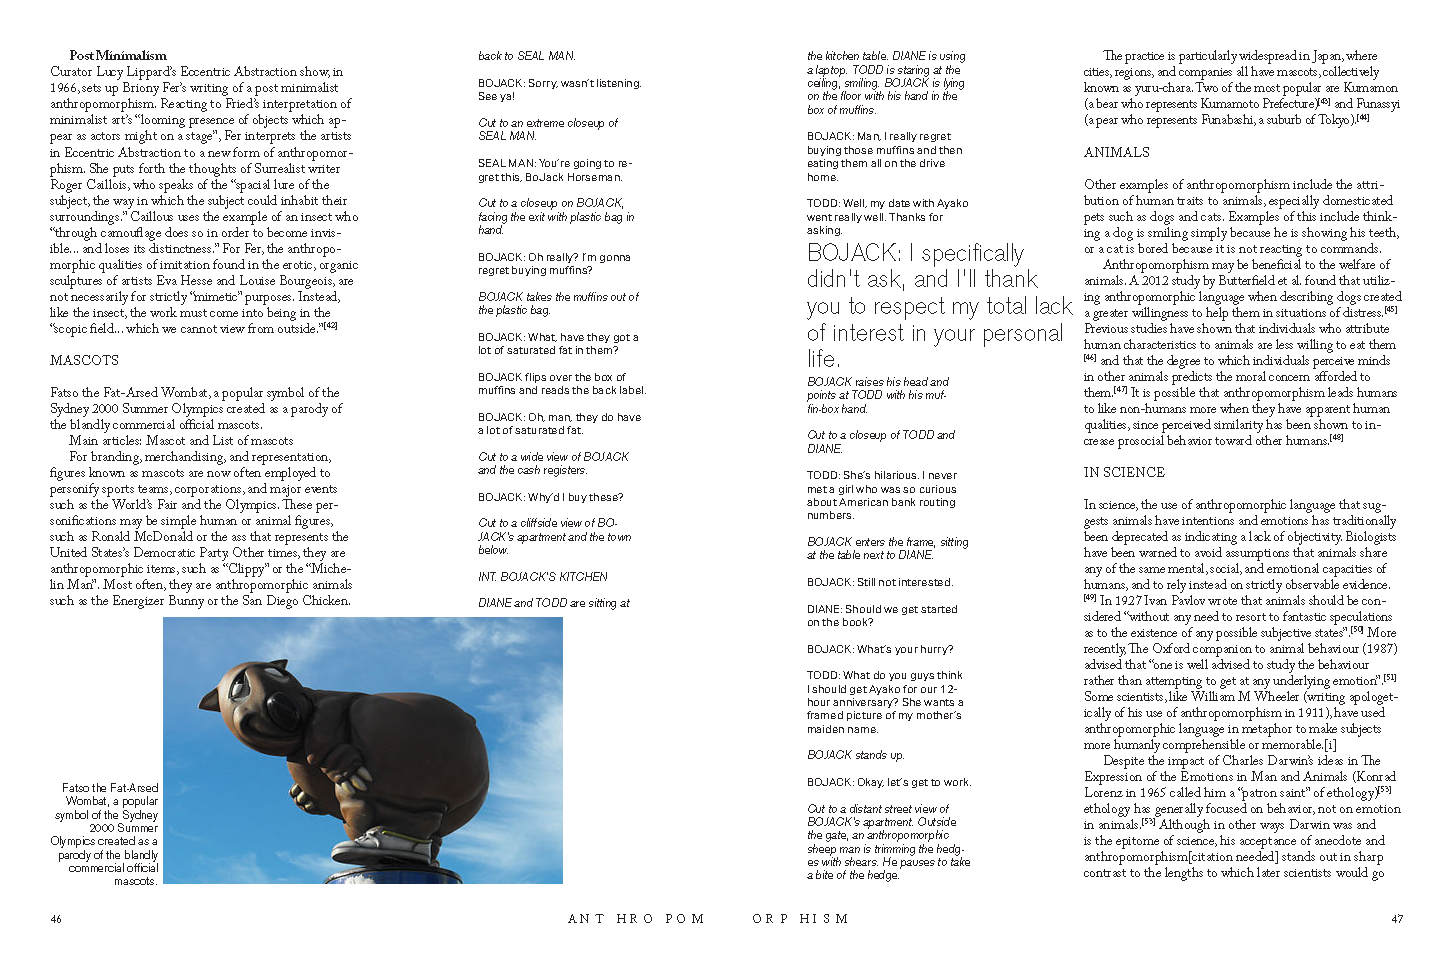 Post Minimalism
Curator Lucy Lippard's Eccentric Abstraction show, in
1966, sets up Briony Fer's writing of a post minimalist
anthropomorphism. Reacting to Fried's interpretation of
minimalist art's "looming presence of objects which ap-
pear as actors might on a stage", Fer interprets the artists
in Eccentric Abstraction to a new form of anthropomor-
phism. She puts forth the thoughts of Surrealist writer
Roger Caillois, who speaks of the "spacial lure of the
subject, the way in which the subject could inhabit their
surroundings." Caillous uses the example of an insect who
"through camouflage does so in order to become invis-
ible... and loses its distinctness." For Fer, the anthropo-
morphic qualities of imitation found in the erotic, organic
sculptures of artists Eva Hesse and Louise Bourgeois, are
not necessarily for strictly "mimetic" purposes. Instead,
like the insect, the work must come into being in the
"scopic field... which we cannot view from outside."[42]
MASCOTS
Fatso the Fat-Arsed Wombat, a popular symbol of the
Sydney 2000 Summer Olympics created as a parody of
the blandly commercial official mascots.
Main articles: Mascot and List of mascots
For branding, merchandising, and representation,
figures known as mascots are now often employed to
personify sports teams, corporations, and major events
such as the World's Fair and the Olympics. These per-
sonifications may be simple human or animal figures,
such as Ronald McDonald or the ass that represents the
United States's Democratic Party. Other times, they are
anthropomorphic items, such as "Clippy" or the "Miche-
lin Man". Most often, they are anthropomorphic animals
such as the Energizer Bunny or the San Diego Chicken.
Fatso the Fat-Arsed
Wombat, a popular
symbol of the Sydney
2000 Summer
Olympics created as a
parody of the blandly
commercial official
mascots.
back to SEAL MAN.
BOJACK: Sorry, wasn't listening.
See ya!
Cut to an extreme closeup of
SEAL MAN.
SEAL MAN: You're going to re-
gret this, BoJack Horseman.
Cut to a closeup on BOJACK,
facing the exit with plastic bag in
hand.
BOJACK: Oh really? I'm gonna
regret buying muffins?
BOJACK takes the muffins out of
the plastic bag.
BOJACK: What, have they got a
lot of saturated fat in them?
BOJACK flips over the box of
muffins and reads the back label.
BOJACK: Oh, man, they do have
a lot of saturated fat.
Cut to a wide view of BOJACK
and the cash registers.
BOJACK: Why'd I buy these?
Cut to a cliffside view of BO-
JACK's apartment and the town
below.
INT. BOJACK'S KITCHEN
DIANE and TODD are sitting at
46
ANTHROPOM
the kitchen table. DIANE is using
a laptop. TODD is staring at the
ceiling, smiling. BOJACK is lying
on the floor with his hand in the
box of muffins.
BOJACK: Man, I really regret
buying those muffins and then
eating them all on the drive
home.
TODD: Well, my date with Ayako
went really well. Thanks for
asking.
BOJACK: I specifically
didn't ask, and I'll thank
you to respect my total lack
of interest in your personal
life.
BOJACK raises his head and
points at TODD with his muf-
fin-box hand.
Cut to a closeup of TODD and
DIANE.
TODD: She's hilarious. I never
met a girl who was so curious
about American bank routing
numbers.
BOJACK enters the frame, sitting
at the table next to DIANE.
BOJACK: Still not interested.
DIANE: Should we get started
on the book?
BOJACK: What's your hurry?
TODD: What do you guys think
I should get Ayako for our 12-
hour anniversary? She wants a
framed picture of my mother's
maiden name.
BOJACK stands up.
BOJACK: Okay, let's get to work.
Cut to a distant street view of
BOJACK's apartment. Outside
the gate, an anthropomorphic
sheep man is trimming the hedg-
es with shears. He pauses to take
a bite of the hedge.
The practice is particularly widespread in Japan, where
cities, regions, and companies all have mascots, collectively
known as yuru-chara. Two of the most popular are Kumamon
(a bear who represents Kumamoto Prefecture)[43] and Funassyi
(a pear who represents Funabashi, a suburb of Tokyo).[44]
ANIMALS
Other examples of anthropomorphism include the attri-
bution of human traits to animals, especially domesticated
pets such as dogs and cats. Examples of this include think-
ing a dog is smiling simply because he is showing his teeth,
or a cat is bored because it is not reacting to commands.
Anthropomorphism may be beneficial to the welfare of
animals. A 2012 study by Butterfield et al. found that utiliz-
ing anthropomorphic language when describing dogs created
a greater willingness to help them in situations of distress.[45]
Previous studies have shown that individuals who attribute
human characteristics to animals are less willing to eat them
[46] and that the degree to which individuals perceive minds
in other animals predicts the moral concern afforded to
them.[47] It is possible that anthropomorphism leads humans
to like non-humans more when they have apparent human
qualities, since perceived similarity has been shown to in-
crease prosocial behavior toward other humans.[48]
IN SCIENCE
In science, the use of anthropomorphic language that sug-
gests animals have intentions and emotions has traditionally
been deprecated as indicating a lack of objectivity. Biologists
have been warned to avoid assumptions that animals share
any of the same mental, social, and emotional capacities of
humans, and to rely instead on strictly observable evidence.
[49] In 1927 Ivan Pavlov wrote that animals should be con-
sidered "without any need to resort to fantastic speculations
as to the existence of any possible subjective states".[50] More
recently, The Oxford companion to animal behaviour (1987)
advised that "one is well advised to study the behaviour
rather than attempting to get at any underlying emotion".[51]
Some scientists, like William M Wheeler (writing apologet-
ically of his use of anthropomorphism in 1911), have used
anthropomorphic language in metaphor to make subjects
more humanly comprehensible or memorable.[i]
Despite the impact of Charles Darwin's ideas in The
Expression of the Emotions in Man and Animals (Konrad
Lorenz in 1965 called him a "patron saint" of ethology)[53]
ethology has generally focused on behavior, not on emotion
in animals.[53] Although in other ways Darwin was and
is the epitome of science, his acceptance of anecdote and
anthropomorphism[citation needed] stands out in sharp
contrast to the lengths to which later scientists would go
ORPHISM
47